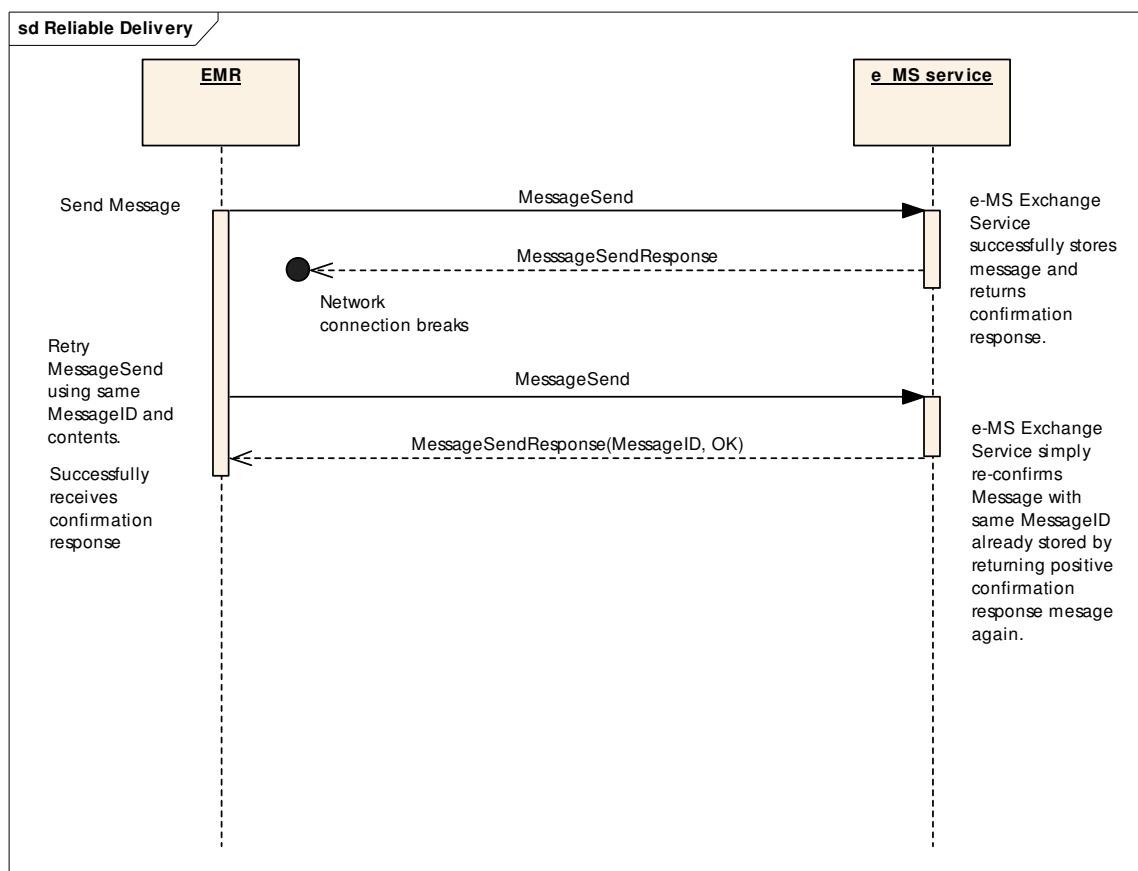 sd Reliable Delivery
EMR
e_MS service
Send Message
MessageSend
e-MS Exchange
Service
successfully stores
message and
returns
confirmation
response.
MesssageSendResponse
Network
connection breaks
Retry
MessageSend
using same
MessageID and
contents.
MessageSend
MessageSendResponse(MessageID, OK)
Successfully
receives
confirmation
response
e-MS Exchange
Service simply
re-confirms
Message with
same MessageID
already stored by
returning positive
confirmation
response mesage
again.